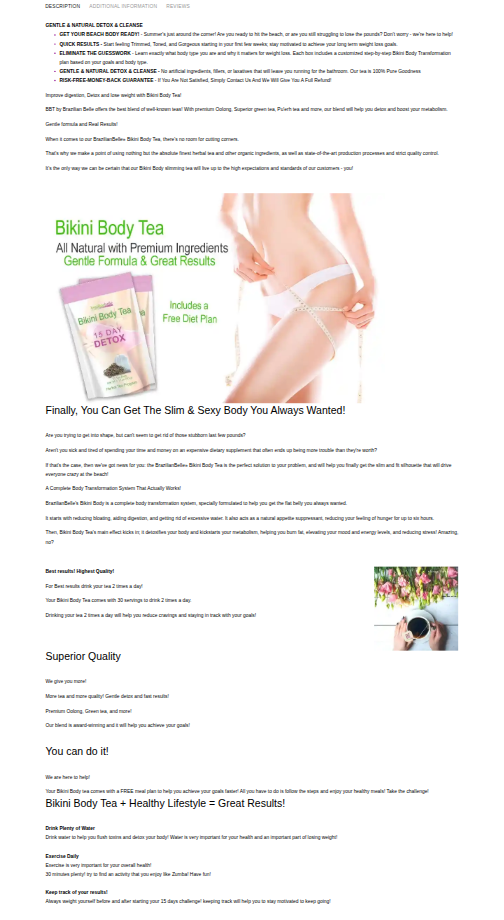 DESCRIPTION ADDITIONAL INFORMATION REVIEWS
GENTLE & NATURAL DETOX & CLEANSE
• GET YOUR BEACH BODY READY! - Summer's just around the corner! Are you ready to hit the beach, or are you still struggling to lose the pounds? Don't worry - we're here to help!
• QUICK RESULTS - Start feeling Trimmed, Toned, and Gorgeous starting in your first few weeks; stay motivated to achieve your long term weight loss goals.
• ELIMINATE THE GUESSWORK - Learn exactly what body type you are and why it matters for weight loss. Each box includes a customized step-by-step Bikini Body Transformation
plan based on your goals and body type.
• GENTLE & NATURAL DETOX & CLEANSE - No artificial ingredients, fillers, or laxatives that will leave you running for the bathroom. Our tea is 100% Pure Goodness
• RISK-FREE-MONEY-BACK GUARANTEE - If You Are Not Satisfied, Simply Contact Us And We Will Give You A Full Refund!
Improve digestion, Detox and lose weight with Bikini Body Tea!
BBT by Brazilian Belle offers the best blend of well-known teas! With premium Oolong, Superior green tea, Pu'erh tea and more, our blend will help you detox and boost your metabolism.
Gentle formula and Real Results!
When it comes to our BrazilianBelle® Bikini Body Tea, there's no room for cutting corners.
That's why we make a point of using nothing but the absolute finest herbal tea and other organic ingredients, as well as state-of-the-art production processes and strict quality control.
It's the only way we can be certain that our Bikini Body slimming tea will live up to the high expectations and standards of our customers - you!
Bikini Body Tea
All Natural with Premium Ingredients
Gentle Formula & Great Results
Includes a
Free Diet Plan
Bikini Body Tea
15 DAY
DETOX
Finally, You Can Get The Slim & Sexy Body You Always Wanted!
Are you trying to get into shape, but can't seem to get rid of those stubborn last few pounds?
Aren't you sick and tired of spending your time and money on an expensive dietary supplement that often ends up being more trouble than they're worth?
If that's the case, then we've got news for you: the BrazilianBelle® Bikini Body Tea is the perfect solution to your problem, and will help you finally get the slim and fit silhouette that will drive
everyone crazy at the beach!
A Complete Body Transformation System That Actually Works!
BrazilianBelle's Bikini Body is a complete body transformation system, specially formulated to help you get the flat belly you always wanted.
It starts with reducing bloating, aiding digestion, and getting rid of excessive water. It also acts as a natural appetite suppressant, reducing your feeling of hunger for up to six hours.
Then, Bikini Body Tea's main effect kicks in; it detoxifies your body and kickstarts your metabolism, helping you burn fat, elevating your mood and energy levels, and reducing stress! Amazing,
no?
Best results! Highest Quality!
For Best results drink your tea 2 times a day!
Your Bikini Body Tea comes with 30 servings to drink 2 times a day.
Drinking your tea 2 times a day will help you reduce cravings and staying in track with your goals!
Superior Quality
We give you more!
More tea and more quality! Gentle detox and fast results!
Premium Oolong, Green tea, and more!
Our blend is award-winning and it will help you achieve your goals!
You can do it!
We are here to help!
Your Bikini Body tea comes with a FREE meal plan to help you achieve your goals faster! All you have to do is follow the steps and enjoy your healthy meals! Take the challenge!
Bikini Body Tea + Healthy Lifestyle = Great Results!
Drink Plenty of Water
Drink water to help you flush toxins and detox your body! Water is very important for your health and an important part of losing weight!
Exercise Daily
Exercise is very important for your overall health!
30 minutes plenty! try to find an activity that you enjoy like Zumba! Have fun!
Keep track of your results!
Always weight yourself before and after starting your 15 days challenge! keeping track will help you to stay motivated to keep going!